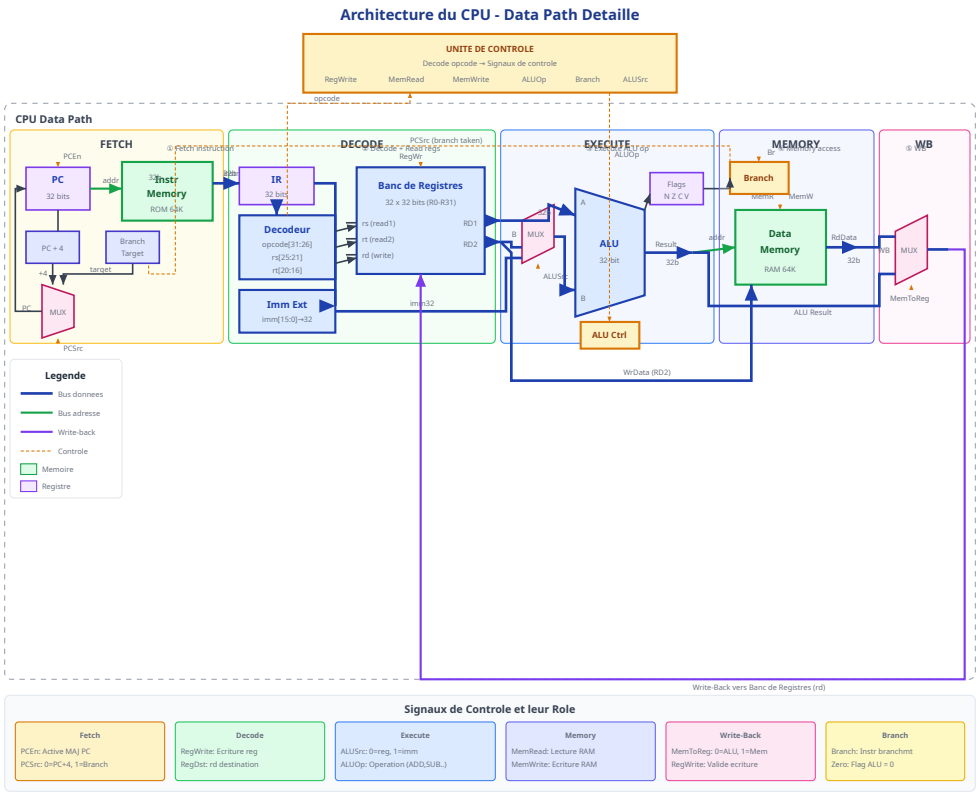 Architecture du CPU - Data Path Detaille
UNITE DE CONTROLE
Decode opcode → Signaux de controle
RegWrite MemRead MemWrite ALUOp Branch ALUSrc
opcode
CPU Data Path
FETCH
DECODE
EXECUTE
MEMORY
WB
PCSrc (branch taken)
① Fetch instruction
② Decode + Read regs
③ Execute ALU op
④ Memory access
⑤ WB
PCEn
RegWr
ALUOp
Br
PC
32 bits
addr
Instr
Memory
ROM 64K
32b
IR
32 bits
Banc de Registres
32 x 32 bits (R0-R31)
rs (read1)
rt (read2)
rd (write)
RD1
RD2
Decodeur
opcode[31:26]
rs[25:21]
rt[20:16]
Imm Ext
imm[15:0]→32
imm32
PC + 4
Branch
Target
+4
target
PC
MUX
PCSrc
32b
B
MUX
ALUSrc
A
ALU
32-bit
B
Flags
N Z C V
Result
32b
ALU Ctrl
Branch
MemR
MemW
addr
Data
Memory
RAM 64K
RdData
32b
WB
MUX
MemToReg
ALU Result
WrData (RD2)
Legende
Bus donnees
Bus adresse
Write-back
Controle
Memoire
Registre
Write-Back vers Banc de Registres (rd)
Signaux de Controle et leur Role
Fetch
PCEn: Active MAJ PC
PCSrc: 0=PC+4, 1=Branch
Decode
RegWrite: Ecriture reg
RegDst: rd destination
Execute
ALUSrc: 0=reg, 1=imm
ALUOp: Operation (ADD,SUB..)
Memory
MemRead: Lecture RAM
MemWrite: Ecriture RAM
Write-Back
MemToReg: 0=ALU, 1=Mem
RegWrite: Valide ecriture
Branch
Branch: Instr branchmt
Zero: Flag ALU = 0